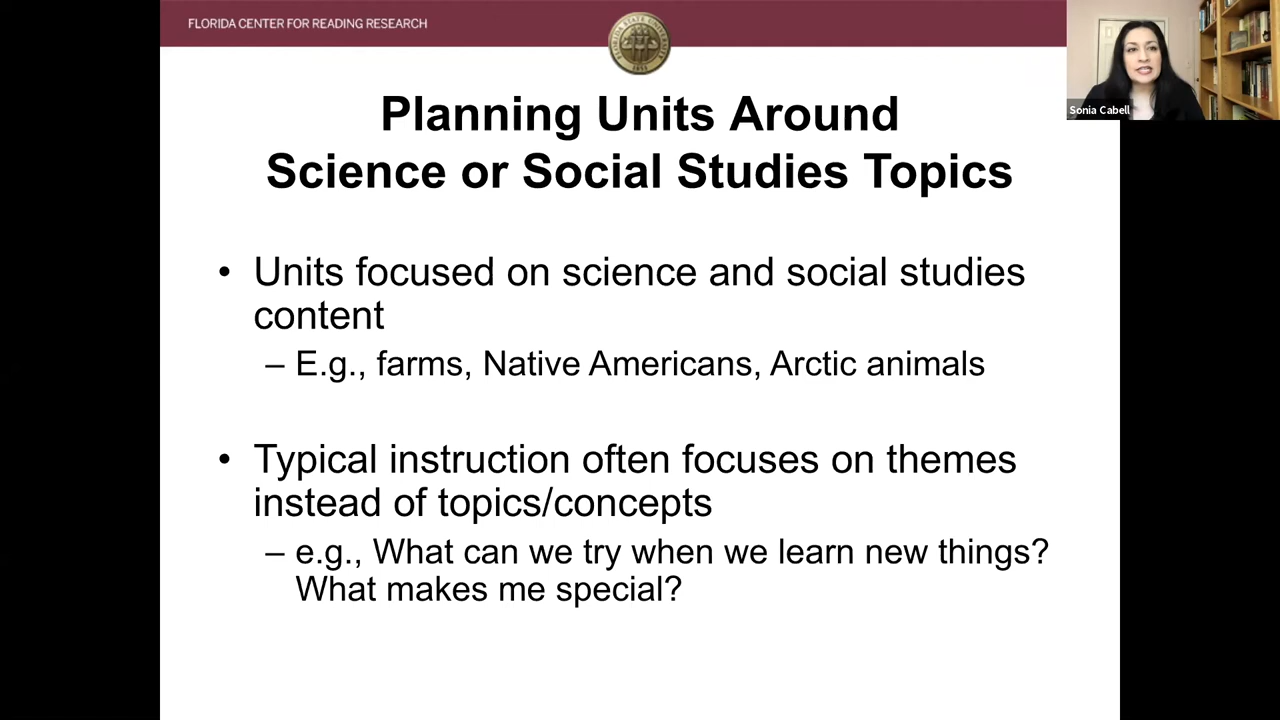 FLORIDA CENTER FOR READING RESEARCH
Sonia Cabell
Planning Units Around
Science or Social Studies Topics
• Units focused on science and social studies
content
– E.g., farms, Native Americans, Arctic animals
• Typical instruction often focuses on themes
instead of topics/concepts
– e.g., What can we try when we learn new things?
What makes me special?